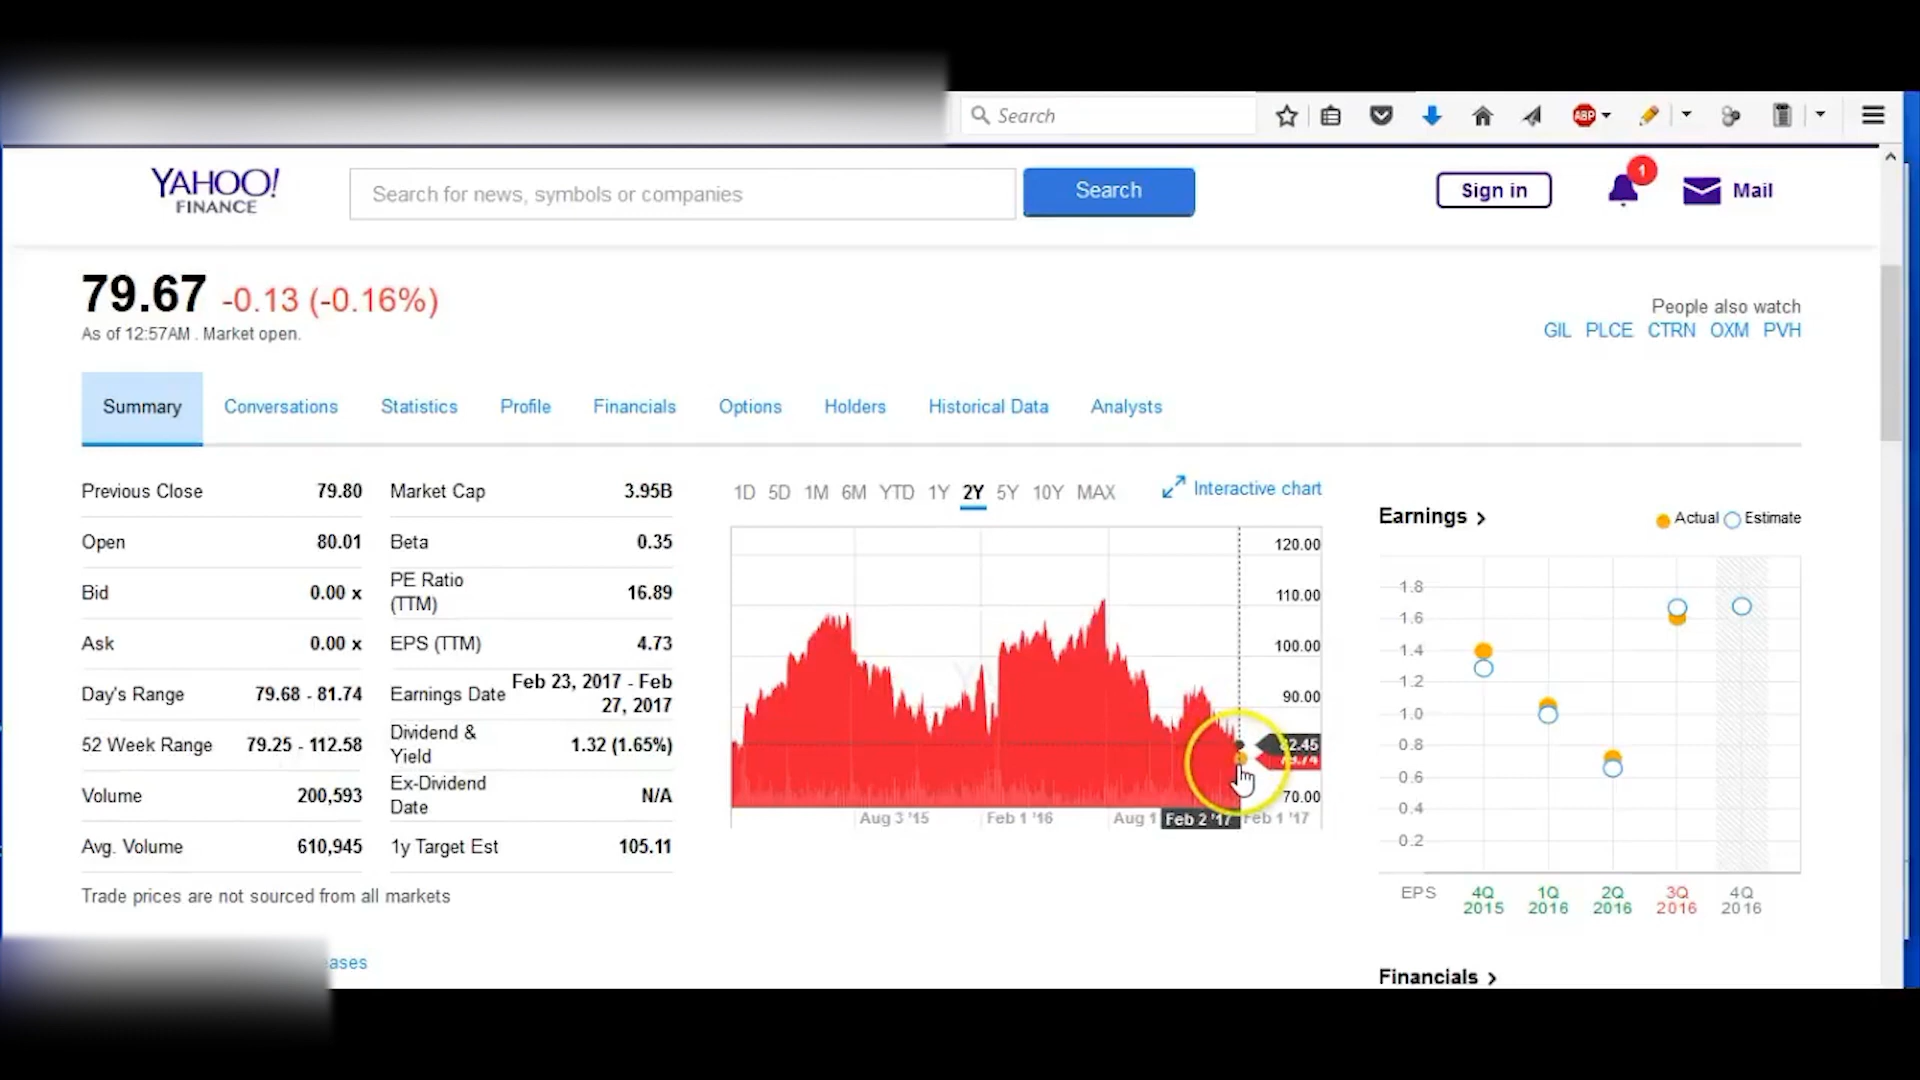 Search
ABP
YAHOO!
FINANCE
Search for news, symbols or companies
Search
Sign in
1
Mail
79.67 -0.13 (-0.16%)
As of 12:57AM . Market open.
People also watch
GIL PLCE CTRN OXM PVH
Summary Conversations Statistics Profile Financials Options Holders Historical Data Analysts
Previous Close 79.80
Open 80.01
Bid 0.00 x
Ask 0.00 x
Day's Range 79.68 - 81.74
52 Week Range 79.25 - 112.58
Volume 200,593
Avg. Volume 610,945
Trade prices are not sourced from all markets
Market Cap 3.95B
Beta 0.35
PE Ratio
(TTM) 16.89
EPS (TTM) 4.73
Earnings Date Feb 23, 2017 - Feb
27, 2017
Dividend &
Yield 1.32 (1.65%)
Ex-Dividend
Date N/A
1y Target Est 105.11
1D 5D 1M 6M YTD 1Y 2Y 5Y 10Y MAX
Interactive chart
120.00
110.00
100.00
90.00
82.45
70.00
Aug 3 '15 Feb 1 '16 Aug 1 Feb 2 '17 Feb 1 '17
Earnings
Actual Estimate
1.8
1.6
1.4
1.2
1.0
0.8
0.6
0.4
0.2
EPS 4Q 1Q 2Q 3Q 4Q
2015 2016 2016 2016 2016
Financials
eases